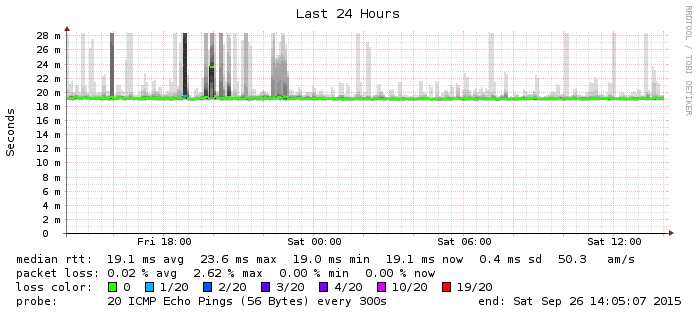 Last 24 Hours
RRDTOOL / TOBI OETIKER
Seconds
28 m
26 m
24 m
22 m
20 m
18 m
16 m
14 m
12 m
10 m
8 m
6 m
4 m
2 m
0
Fri 18:00 Sat 00:00 Sat 06:00 Sat 12:00
median rtt: 19.1 ms avg 23.6 ms max 19.0 ms min 19.1 ms now 0.4 ms sd 50.3 am/s
packet loss: 0.02 % avg 2.62 % max 0.00 % min 0.00 % now
loss color: 0 1/20 2/20 3/20 4/20 10/20 19/20
probe: 20 ICMP Echo Pings (56 Bytes) every 300s end: Sat Sep 26 14:05:07 2015